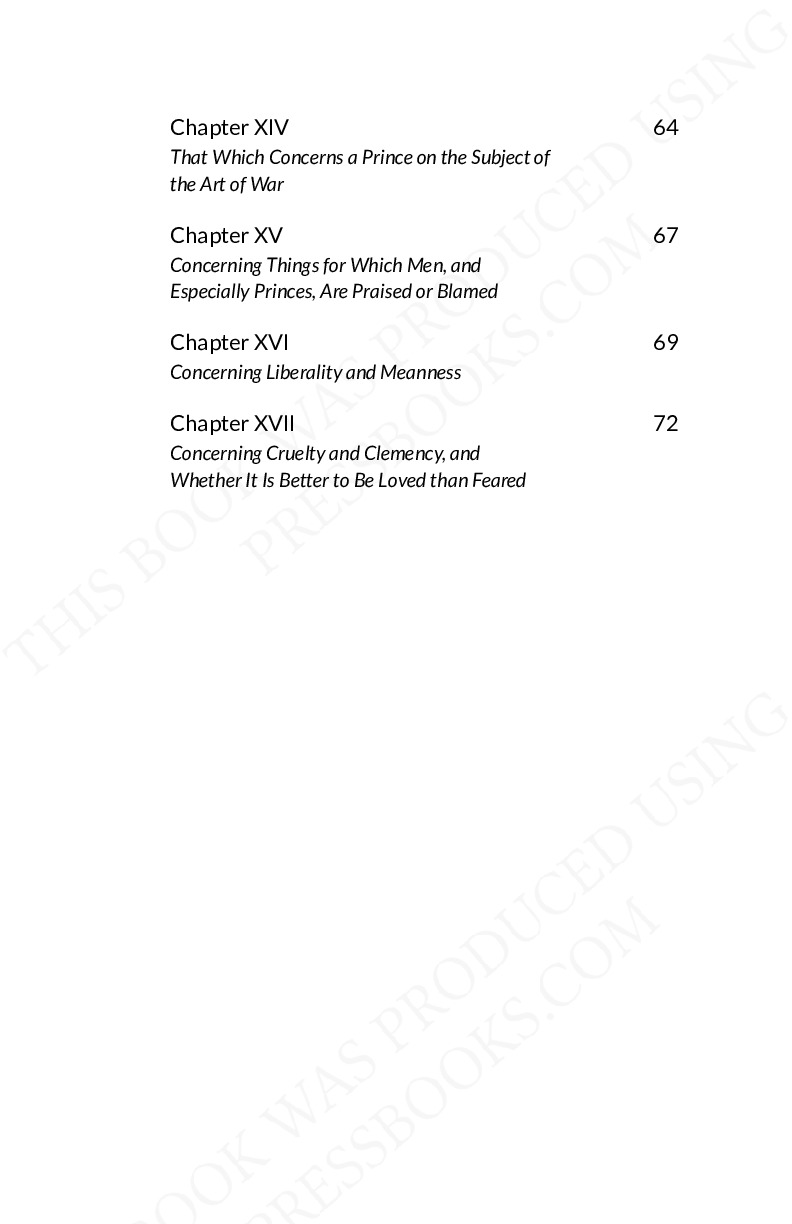 Chapter XIV 64
That Which Concerns a Prince on the Subject of
the Art of War
Chapter XV 67
Concerning Things for Which Men, and
Especially Princes, Are Praised or Blamed
Chapter XVI 69
Concerning Liberality and Meanness
Chapter XVII 72
Concerning Cruelty and Clemency, and
Whether It Is Better to Be Loved than Feared
THIS BOOK WAS PRODUCED USING
PRESSBOOKS.COM
BOOK WAS PRODUCED USING
PRESSBOOKS.COM